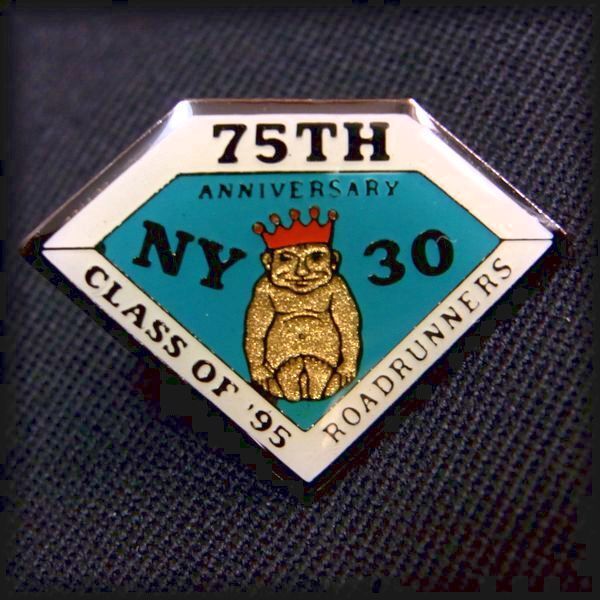 75TH
ANNIVERSARY
NY 30
CLASS OF '95
ROADRUNNERS